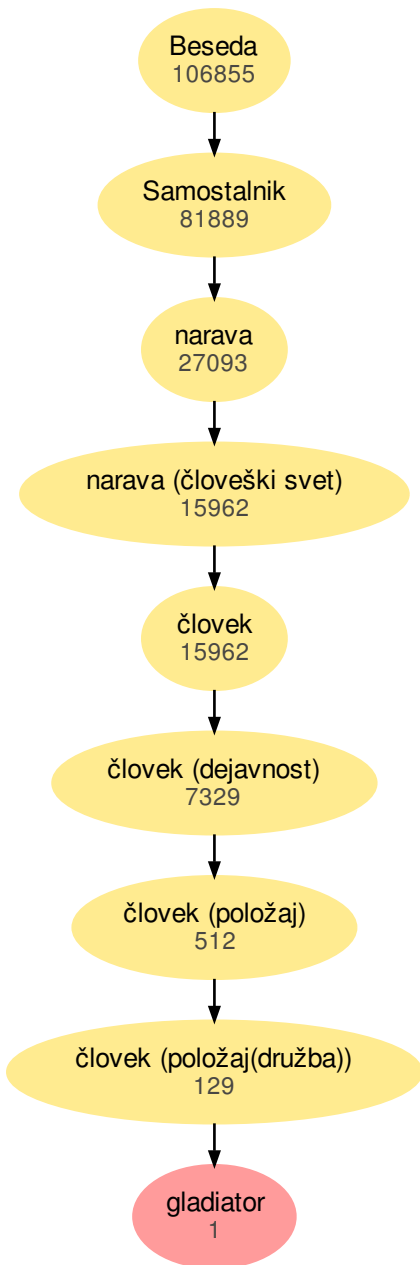 Beseda
106855
Samostalnik
81889
narava
27093
narava (človeški svet)
15962
človek
15962
človek (dejavnost)
7329
človek (položaj)
512
človek (položaj(družba))
129
gladiator
1